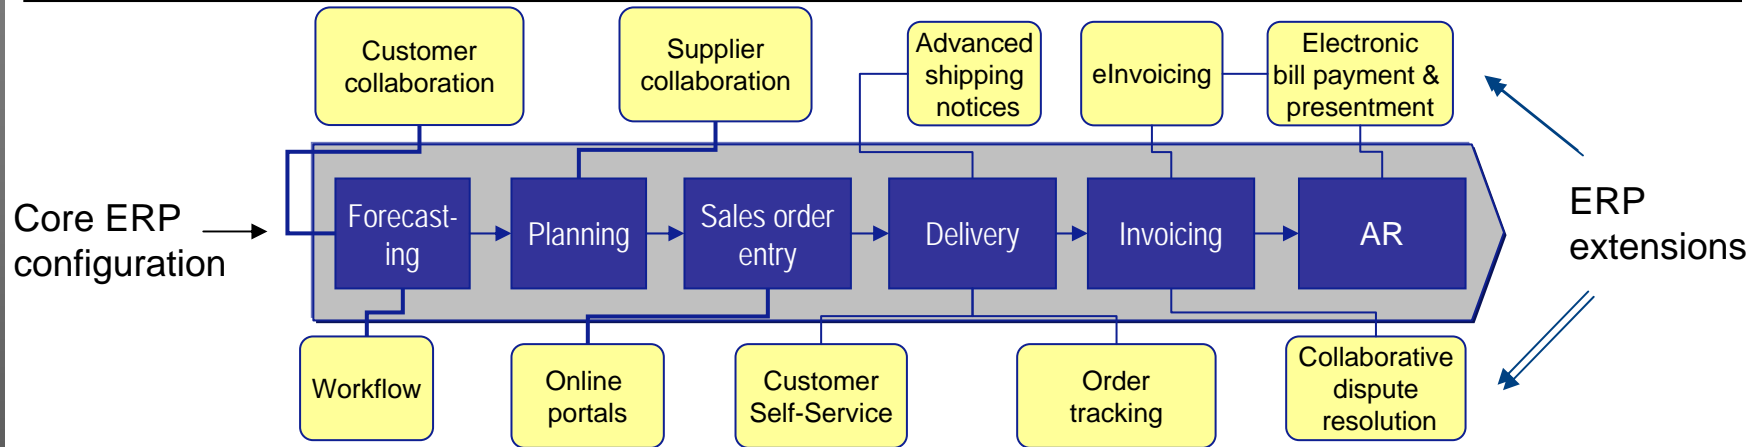 Customer
collaboration
Supplier
collaboration
Advanced
shipping
notices
eInvoicing
Electronic
bill payment &
presentment
Core ERP
configuration
Forecast-
ing
Planning
Sales order
entry
Delivery
Invoicing
AR
ERP
extensions
Workflow
Online
portals
Customer
Self-Service
Order
tracking
Collaborative
dispute
resolution